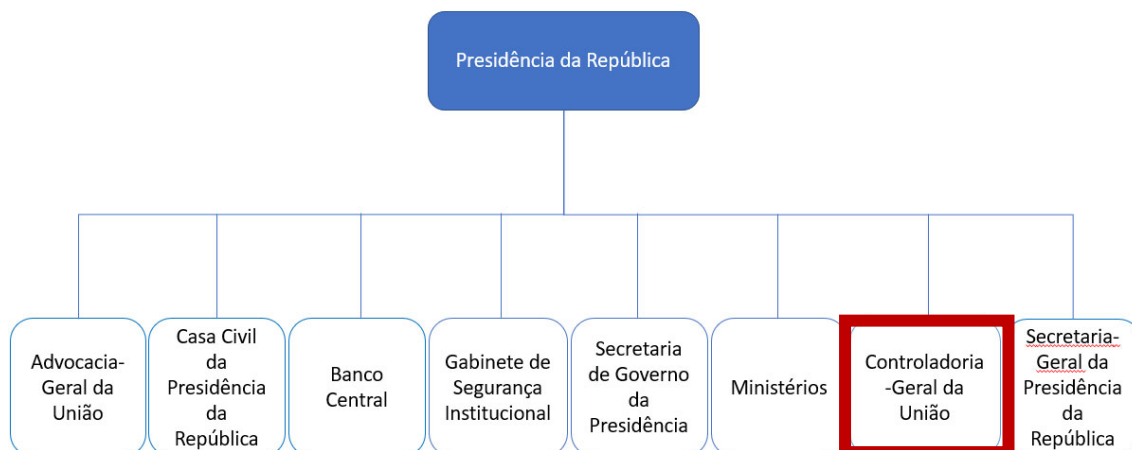 Presidência da República
Advocacia-
Geral da
União
Casa Civil
da
Presidência
da
República
Banco
Central
Gabinete de
Segurança
Institucional
Secretaria
de Governo
da
Presidência
Ministérios
Controladoria
-Geral da
União
Secretaria-
Geral da
Presidência
da
República